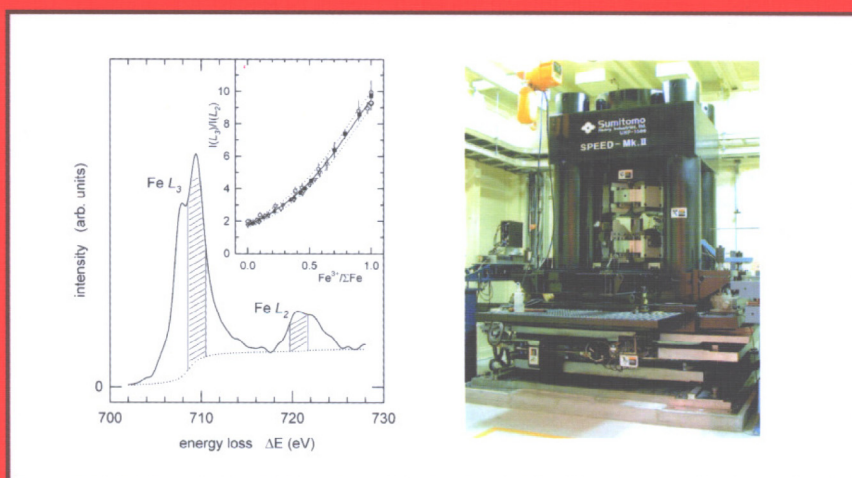 intensity (arb. units)
0
700
710
720
730
energy loss ΔE (eV)
Fe L₃
Fe L₂
I(L₃)/I(L₂)
10
8
6
4
2
0
0.0
0.5
1.0
Fe³⁺/ΣFe
Sumitomo
SPEED-Mk.II